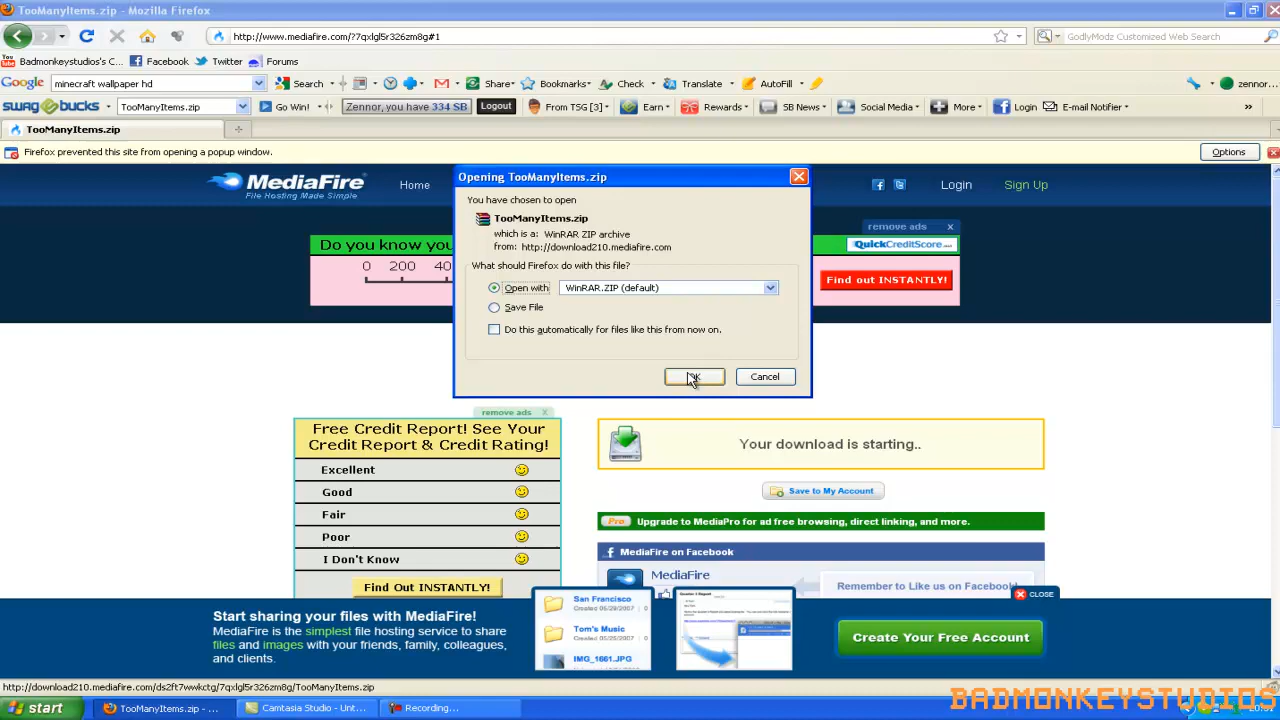 TooManyItems.zip - Mozilla Firefox
http://www.mediafire.com/?7qxlgl5r326zm8g#1
GodlyModz Customized Web Search
Badmonkeystudios's C... Facebook Twitter Forums
Google minecraft wallpaper hd Search Share Bookmarks Check Translate AutoFill zennor...
swagbucks TooManyItems.zip Go Win! Zennor, you have 334 SB Logout From TSG [3] Earn Rewards SB News Social Media More Login E-mail Notifier
TooManyItems.zip
Firefox prevented this site from opening a popup window. Options
MediaFire
File Hosting Made Simple
Home
Login Sign Up
Opening TooManyItems.zip
You have chosen to open
TooManyItems.zip
which is a: WinRAR ZIP archive
from: http://download210.mediafire.com
What should Firefox do with this file?
Open with WinRAR.ZIP (default)
Save File
Do this automatically for files like this from now on.
Cancel
remove ads x
Do you know you
QuickCreditScore
0 200 40
Find out INSTANTLY!
remove ads x
Free Credit Report! See Your
Credit Report & Credit Rating!
Excellent
Good
Fair
Poor
I Don't Know
Find Out INSTANTLY!
Your download is starting..
Save to My Account
Pro Upgrade to MediaPro for ad free browsing, direct linking, and more.
MediaFire on Facebook
MediaFire
Remember to Like us on Facebook!
CLOSE
Start sharing your files with MediaFire!
MediaFire is the simplest file hosting service to share
files and images with your friends, family, colleagues,
and clients.
San Francisco
Created 05/29/2007
Tom's Music
Created 05/25/2007
IMG_1661.JPG
Create Your Free Account
http://download210.mediafire.com/ds2ft7wwkctg/7qxlgl5r326zm8g/TooManyItems.zip
start TooManyItems.zip - ... Camtasia Studio - Unt... Recording...
BADMONKEYSTUDIOS